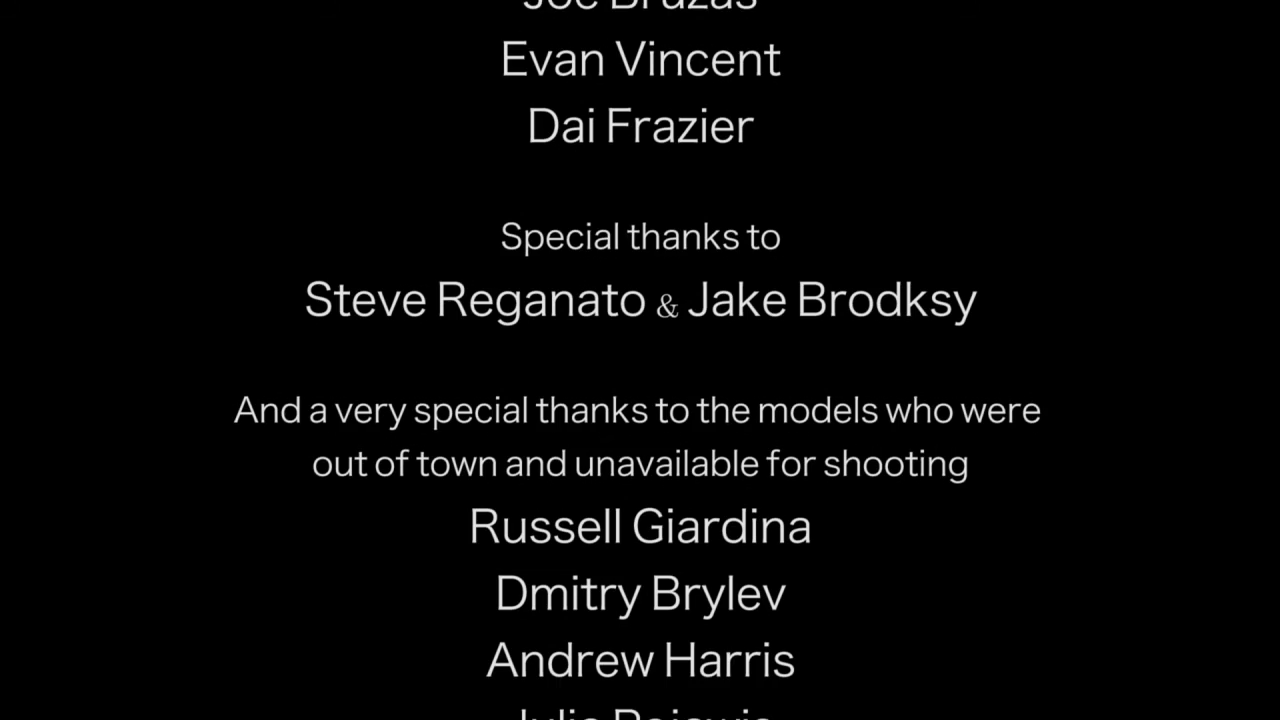 Evan Vincent
Dai Frazier
Special thanks to
Steve Reganato & Jake Brodksy
And a very special thanks to the models who were
out of town and unavailable for shooting
Russell Giardina
Dmitry Brylev
Andrew Harris